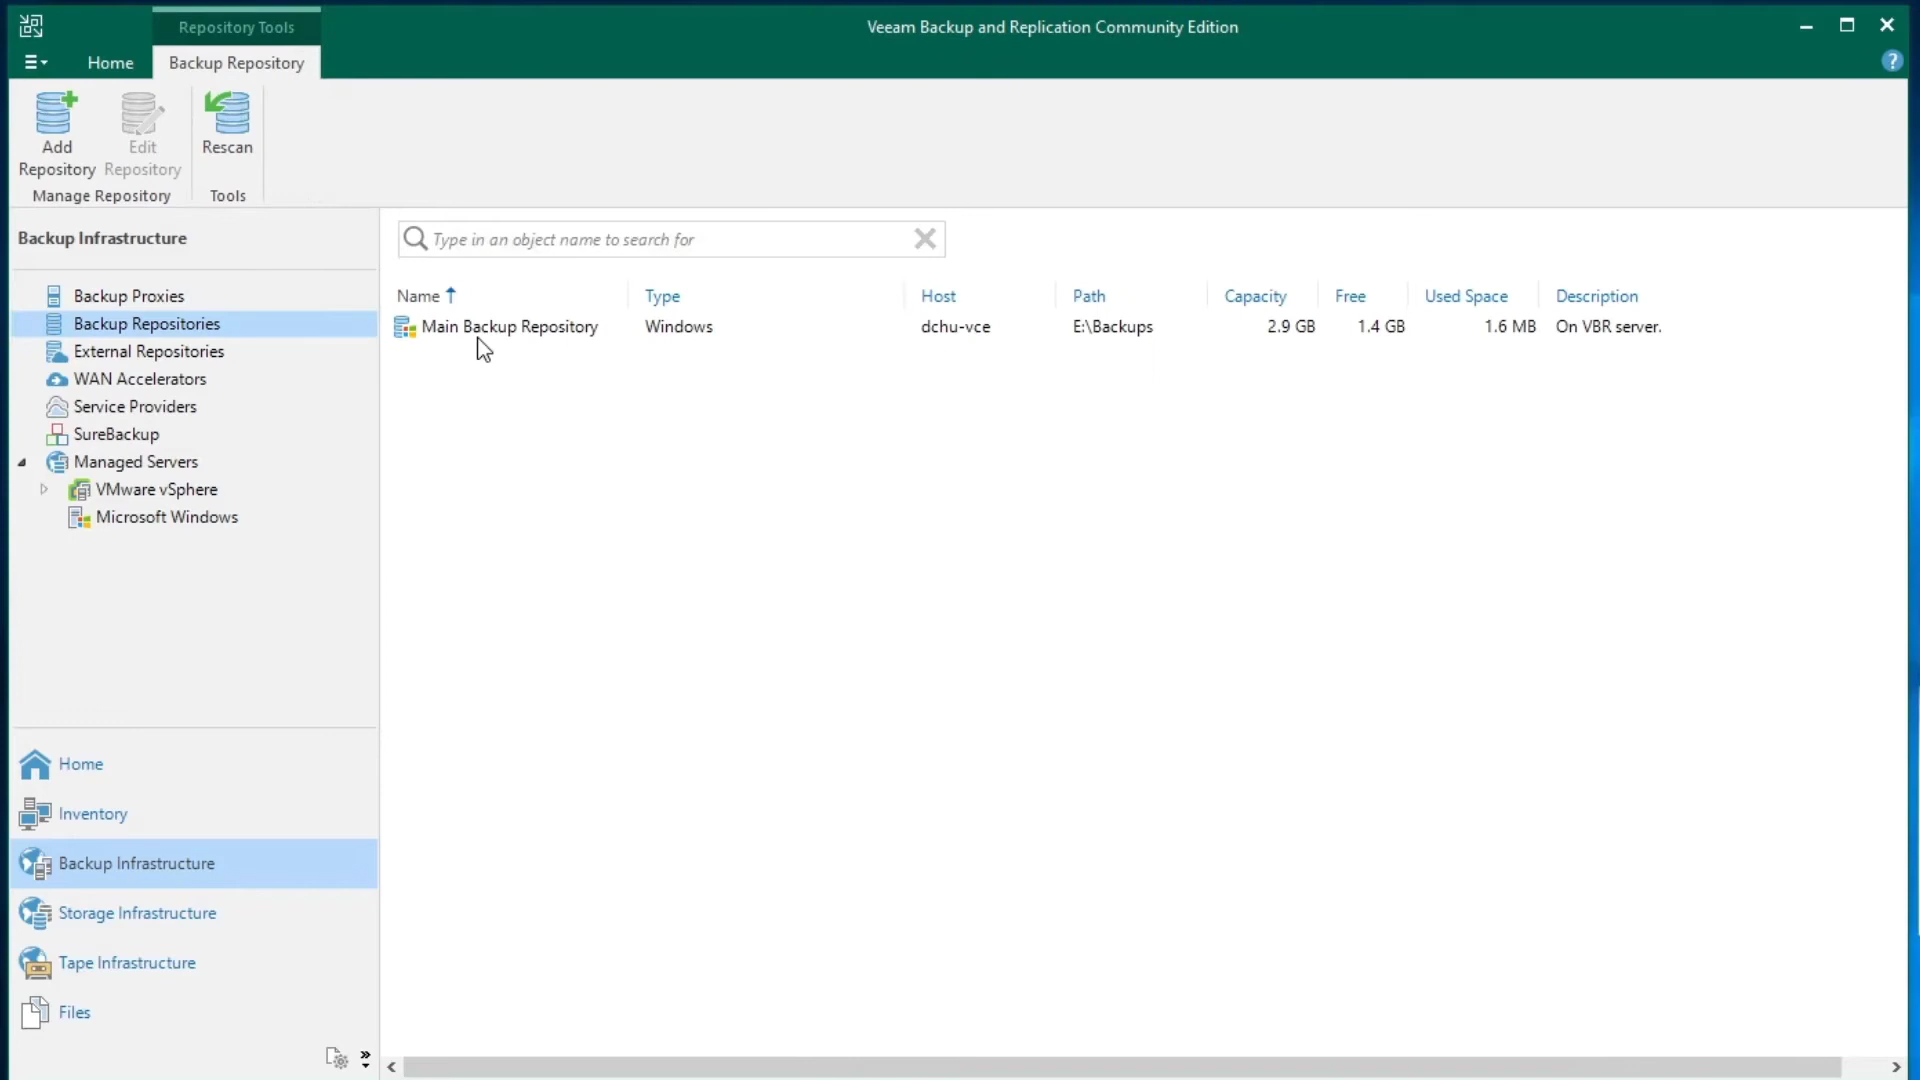 Repository Tools
Veeam Backup and Replication Community Edition
Home
Backup Repository
Add Repository
Edit Repository
Rescan
Manage Repository
Tools
Backup Infrastructure
Type in an object name to search for
Backup Proxies
Backup Repositories
External Repositories
WAN Accelerators
Service Providers
SureBackup
Managed Servers
VMware vSphere
Microsoft Windows
Name Type Host Path Capacity Free Used Space Description
Main Backup Repository Windows dchu-vce E:\Backups 2.9 GB 1.4 GB 1.6 MB On VBR server.
Home
Inventory
Backup Infrastructure
Storage Infrastructure
Tape Infrastructure
Files